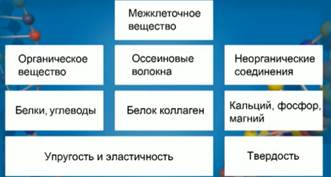 Межклеточное
вещество
Органическое
вещество
Оссеиновые
волокна
Неорганические
соединения
Белки, углеводы
Белок коллаген
Кальций, фосфор,
магний
Упругость и эластичность
Твердость